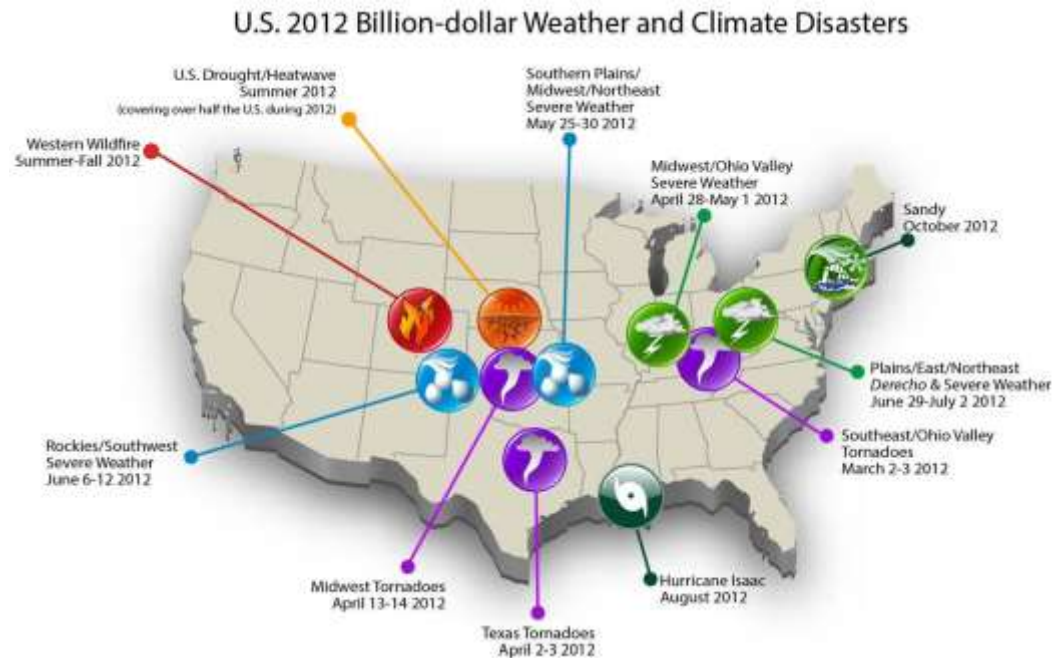 U.S. 2012 Billion-dollar Weather and Climate Disasters
U.S. Drought/Heatwave
Summer 2012
(covering over half the U.S. during 2012)
Southern Plains/
Midwest/Northeast
Severe Weather
May 25-30 2012
Western Wildfire
Summer-Fall 2012
Midwest/Ohio Valley
Severe Weather
April 28-May 1 2012
Sandy
October 2012
Plains/East/Northeast
Derecho & Severe Weather
June 29-July 2 2012
Rockies/Southwest
Severe Weather
June 6-12 2012
Southeast/Ohio Valley
Tornadoes
March 2-3 2012
Midwest Tornadoes
April 13-14 2012
Hurricane Isaac
August 2012
Texas Tornadoes
April 2-3 2012